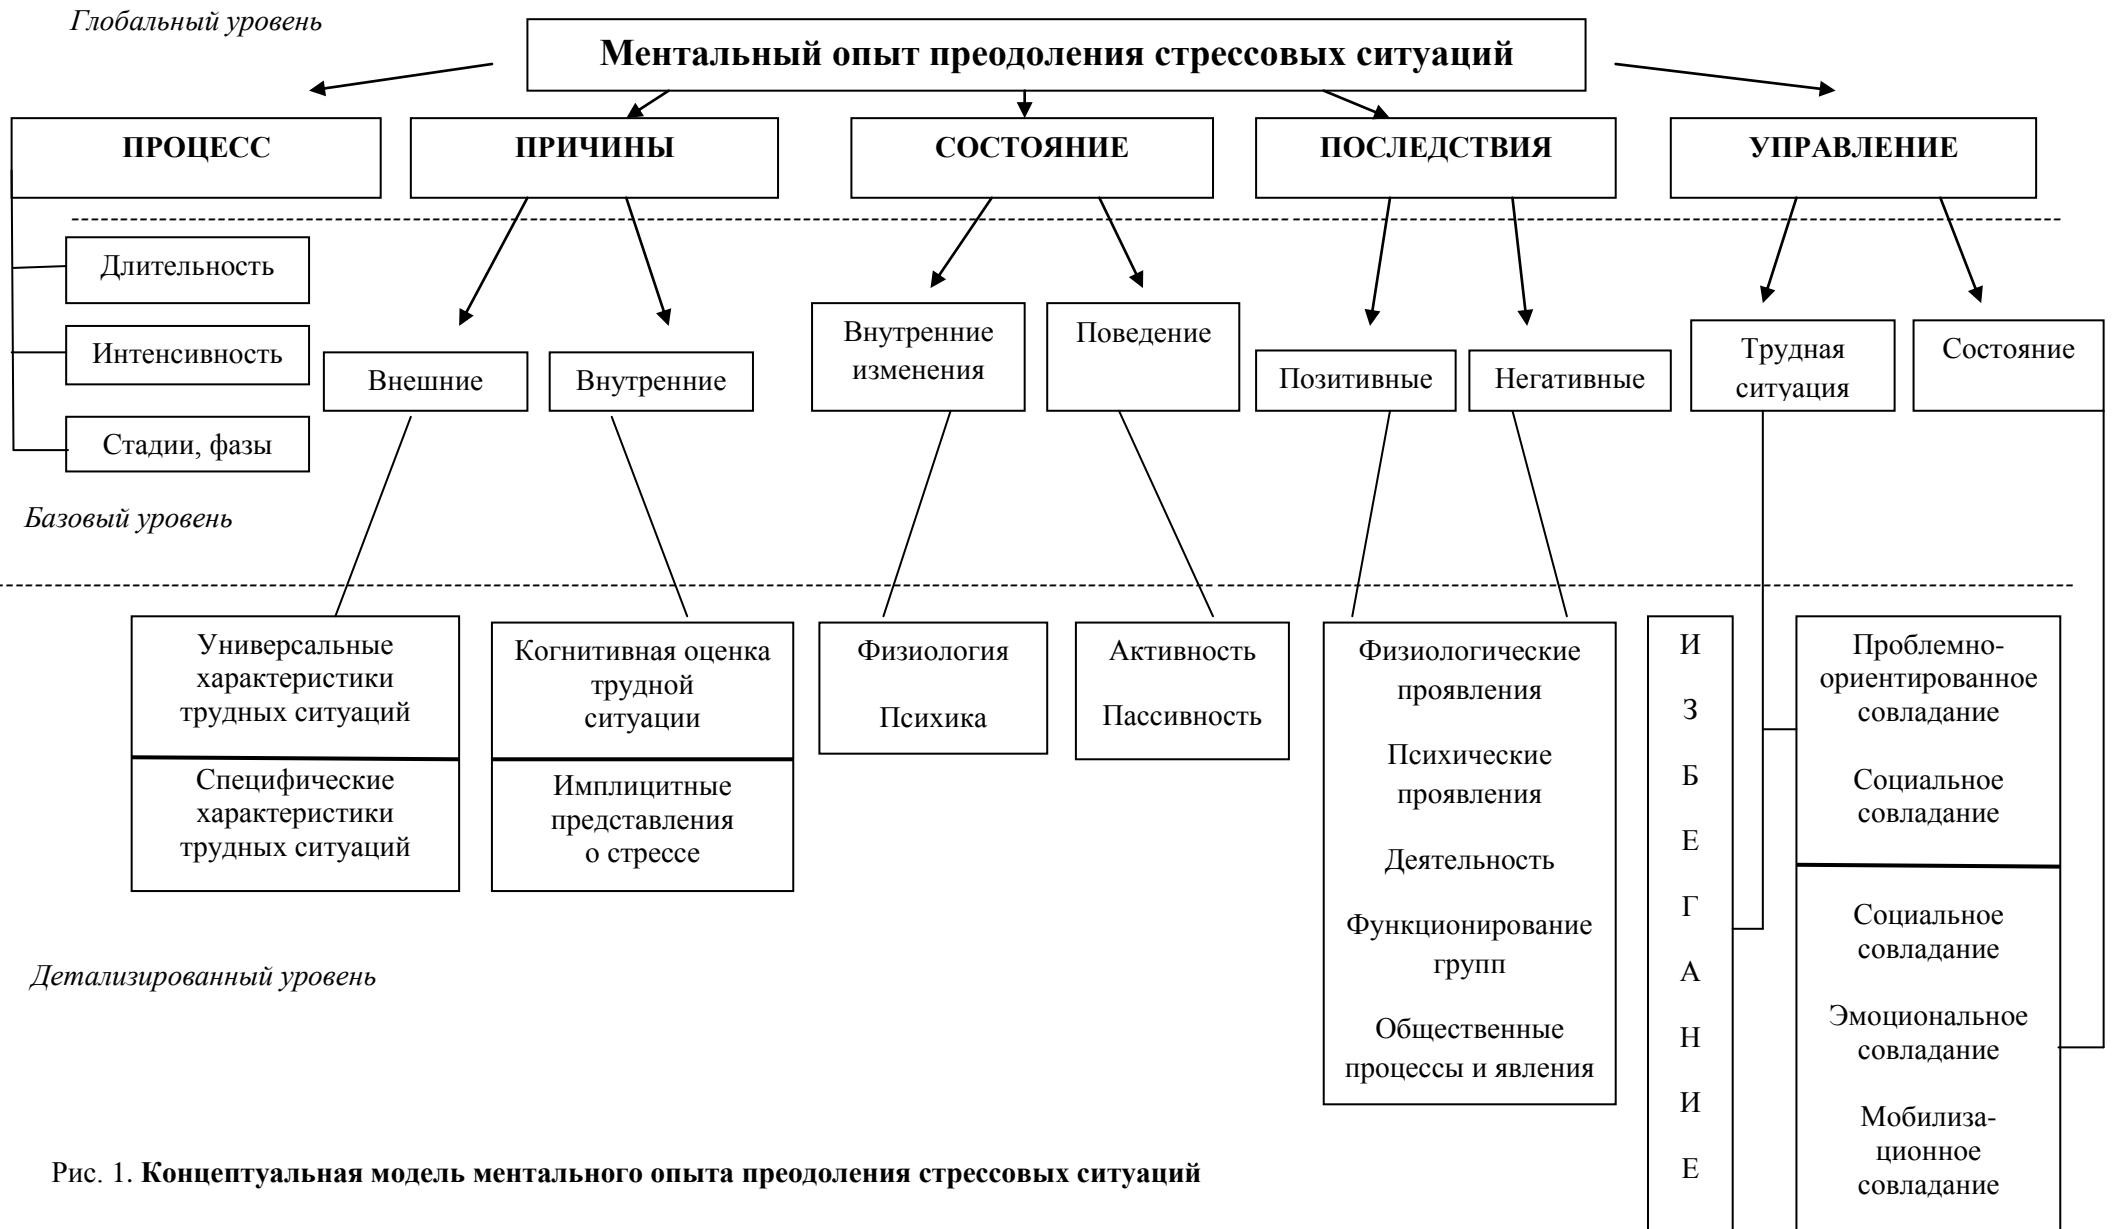 Глобальный уровень
Ментальный опыт преодоления стрессовых ситуаций
ПРОЦЕСС
ПРИЧИНЫ
СОСТОЯНИЕ
ПОСЛЕДСТВИЯ
УПРАВЛЕНИЕ
Длительность
Интенсивность
Стадии, фазы
Внешние
Внутренние
Внутренние
изменения
Поведение
Позитивные
Негативные
Трудная
ситуация
Состояние
Базовый уровень
Универсальные
характеристики
трудных ситуаций
Специфические
характеристики
трудных ситуаций
Когнитивная оценка
трудной
ситуации
Имплицитные
представления
о стрессе
Физиология
Психика
Активность
Пассивность
Физиологические
проявления
Психические
проявления
Деятельность
Функционирование
групп
Общественные
процессы и явления
И
З
Б
Е
Г
А
Н
И
Е
Проблемно-
ориентированное
совладание
Социальное
совладание
Социальное
совладание
Эмоциональное
совладание
Мобилиза-
ционное
совладание
Детализированный уровень
Рис. 1. Концептуальная модель ментального опыта преодоления стрессовых ситуаций